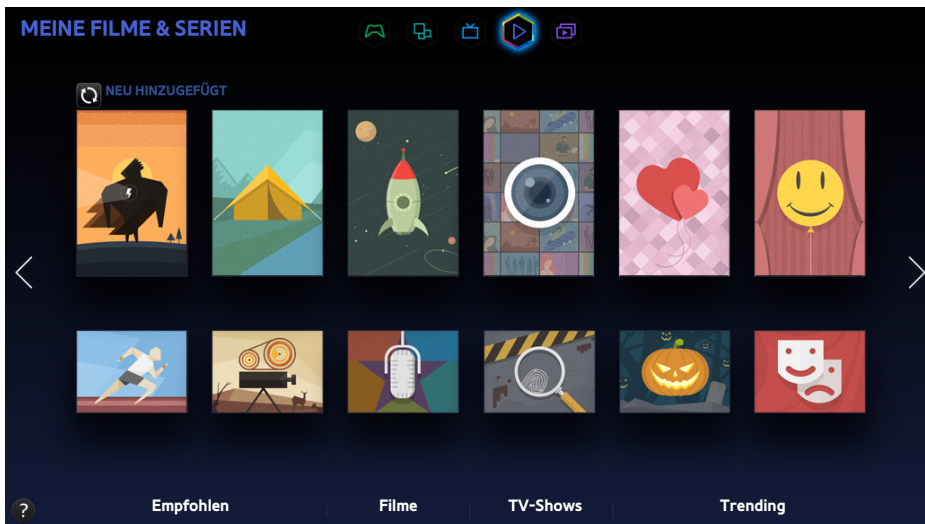 MEINE FILME & SERIEN
NEU HINZUGEFÜGT
?
Empfohlen
Filme
TV-Shows
Trending